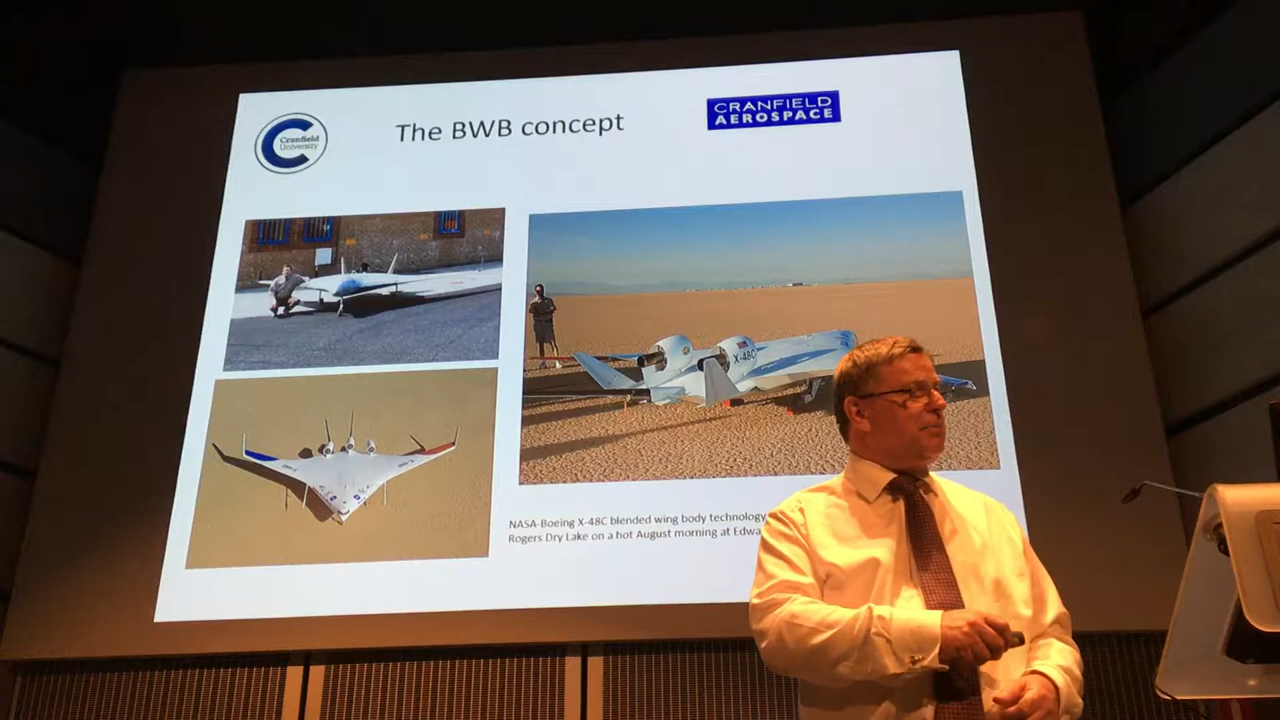 Cranfield
University
The BWB concept
CRANFIELD
AEROSPACE
X-48C
NASA-Boeing X-48C blended wing body technology
Rogers Dry Lake on a hot August morning at Edwa